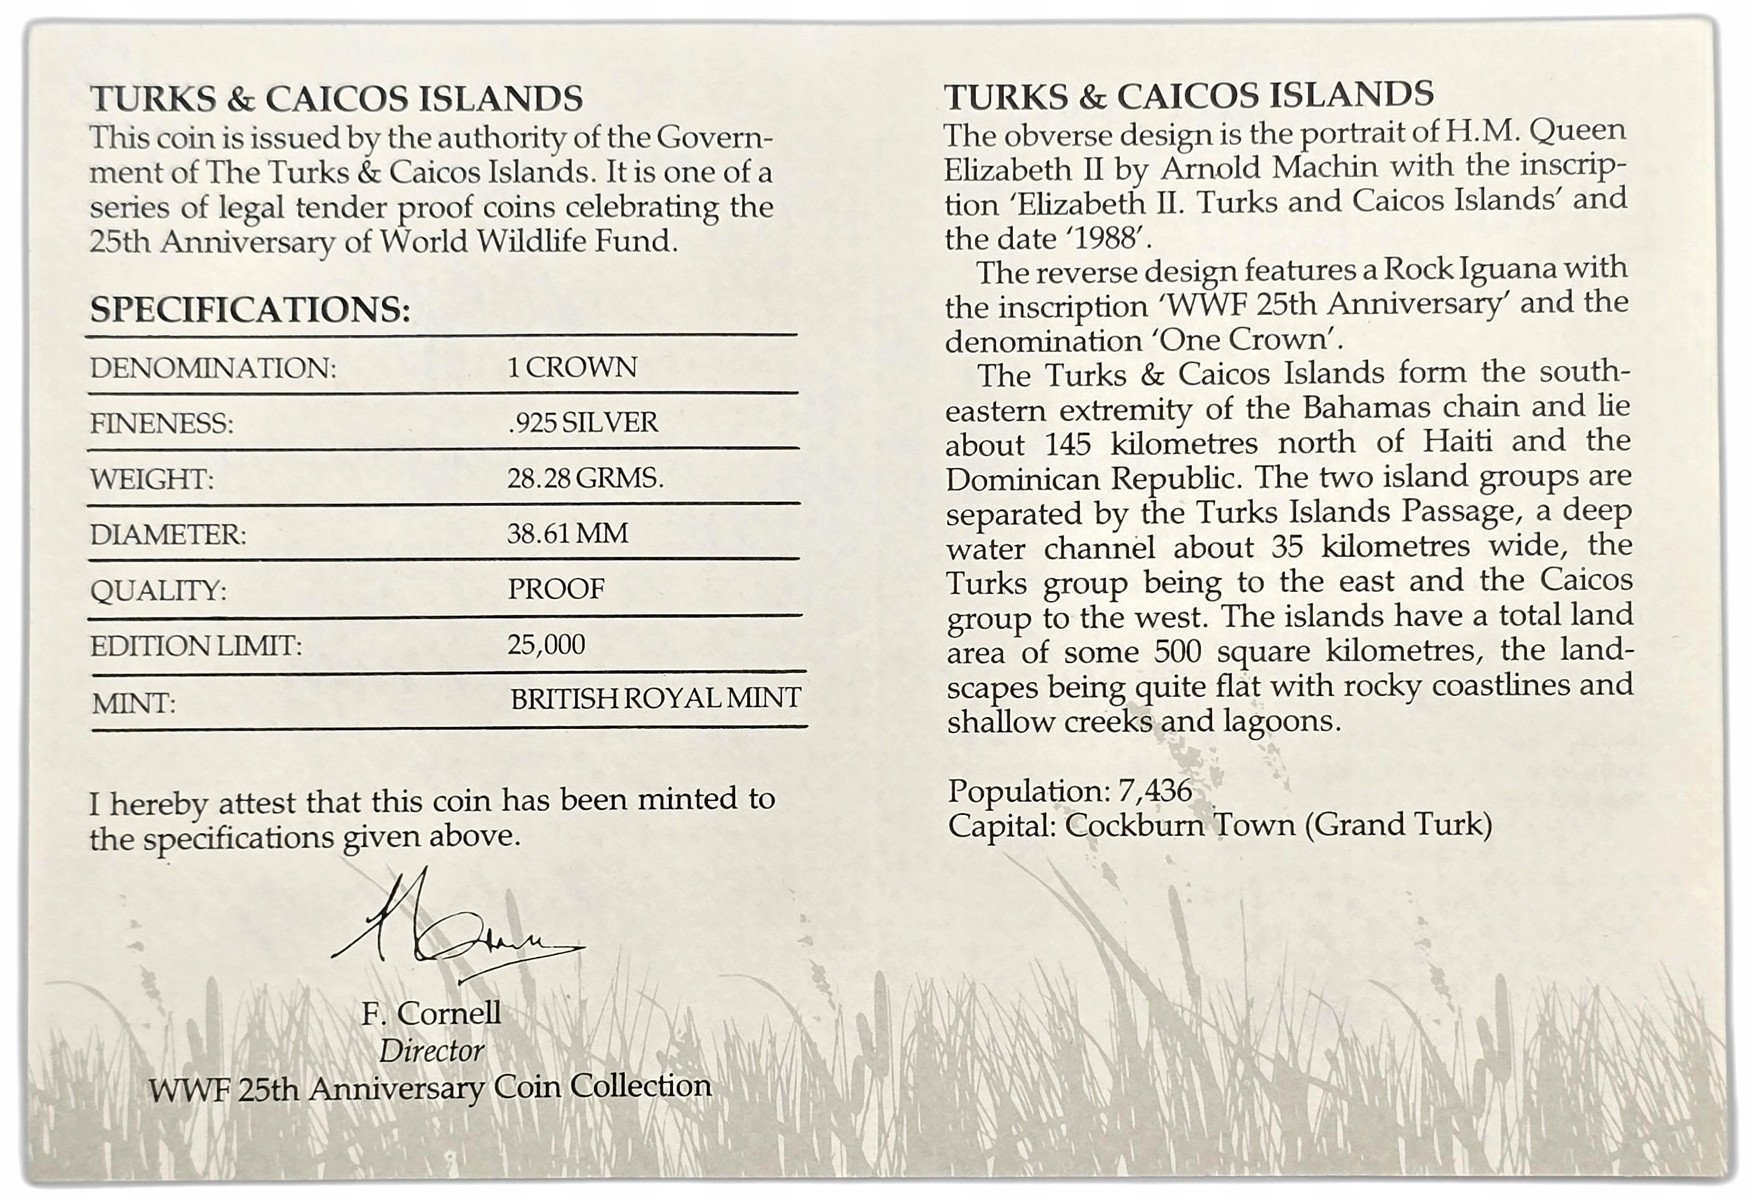 TURKS & CAICOS ISLANDS
This coin is issued by the authority of the Govern-
ment of The Turks & Caicos Islands. It is one of a
series of legal tender proof coins celebrating the
25th Anniversary of World Wildlife Fund.
SPECIFICATIONS:
DENOMINATION: 1 CROWN
FINENESS: .925 SILVER
WEIGHT: 28.28 GRMS.
DIAMETER: 38.61 MM
QUALITY: PROOF
EDITION LIMIT: 25,000
MINT: BRITISH ROYAL MINT
I hereby attest that this coin has been minted to
the specifications given above.
F. Cornell
Director
WWF 25th Anniversary Coin Collection
TURKS & CAICOS ISLANDS
The obverse design is the portrait of H.M. Queen
Elizabeth II by Arnold Machin with the inscrip-
tion ‘Elizabeth II. Turks and Caicos Islands’ and
the date ‘1988’.
The reverse design features a Rock Iguana with
the inscription ‘WWF 25th Anniversary’ and the
denomination ‘One Crown’.
The Turks & Caicos Islands form the south-
eastern extremity of the Bahamas chain and lie
about 145 kilometres north of Haiti and the
Dominican Republic. The two island groups are
separated by the Turks Islands Passage, a deep
water channel about 35 kilometres wide, the
Turks group being to the east and the Caicos
group to the west. The islands have a total land
area of some 500 square kilometres, the land-
scapes being quite flat with rocky coastlines and
shallow creeks and lagoons.
Population: 7,436
Capital: Cockburn Town (Grand Turk)